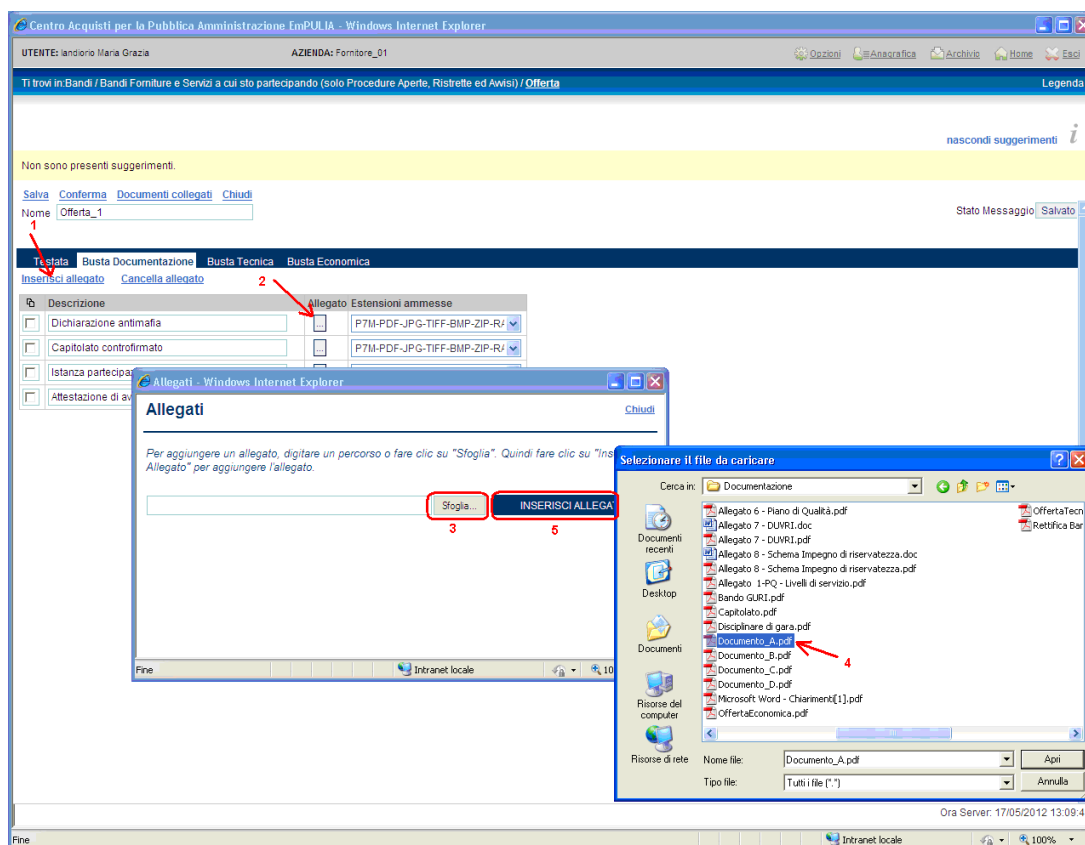 Centro Acquisti per la Pubblica Amministrazione EmPULIA - Windows Internet Explorer
UTENTE: Iandiorio Maria Grazia AZIENDA: Fornitore_01 Opzioni Anagrafica Archivio Home Esci
Ti trovi in:Bandi / Bandi Forniture e Servizi a cui sto partecipando (solo Procedure Aperte, Ristrette ed Avvisi) / Offerta Legenda
nascondi suggerimenti i
Non sono presenti suggerimenti.
Salva Conferma Documenti collegati Chiudi
Nome Offerta_1 Stato Messaggio Salvato
1
Testata Busta Documentazione Busta Tecnica Busta Economica
Inserisci allegato Cancella allegato 2
Descrizione Allegato Estensioni ammesse
Dichiarazione antimafia ... P7M-PDF-JPG-TIFF-BMP-ZIP-RA
Capitolato controfirmato ... P7M-PDF-JPG-TIFF-BMP-ZIP-RA
Istanza partecipa
Attestazione di av
Allegati - Windows Internet Explorer
Allegati Chiudi
Per aggiungere un allegato, digitare un percorso o fare clic su "Sfoglia". Quindi fare clic su "Ins
Allegato" per aggiungere l'allegato.
Sfoglia... INSERISCI ALLEGA
3 5
Fine Intranet locale 10
Selezionare il file da caricare
Cerca in: Documentazione
Documenti recenti
Desktop
Documenti
Risorse del computer
Risorse di rete
Allegato 6 - Piano di Qualità.pdf
Allegato 7 - DUVRI.doc
Allegato 7 - DUVRI.pdf
Allegato 8 - Schema Impegno di riservatezza.doc
Allegato 8 - Schema Impegno di riservatezza.pdf
Allegato 1-PQ - Livelli di servizio.pdf
Bando GURI.pdf
Capitolato.pdf
Disciplinare di gara.pdf
Documento_A.pdf
4
Documento_B.pdf
Documento_C.pdf
Documento_D.pdf
Microsoft Word - Chiarimenti[1].pdf
OffertaEconomica.pdf
OffertaTecn
Rettifica Bar
Nome file: Documento_A.pdf Apri
Tipo file: Tutti i file (*.*) Annulla
Ora Server: 17/05/2012 13:09:4
Fine Intranet locale 100%